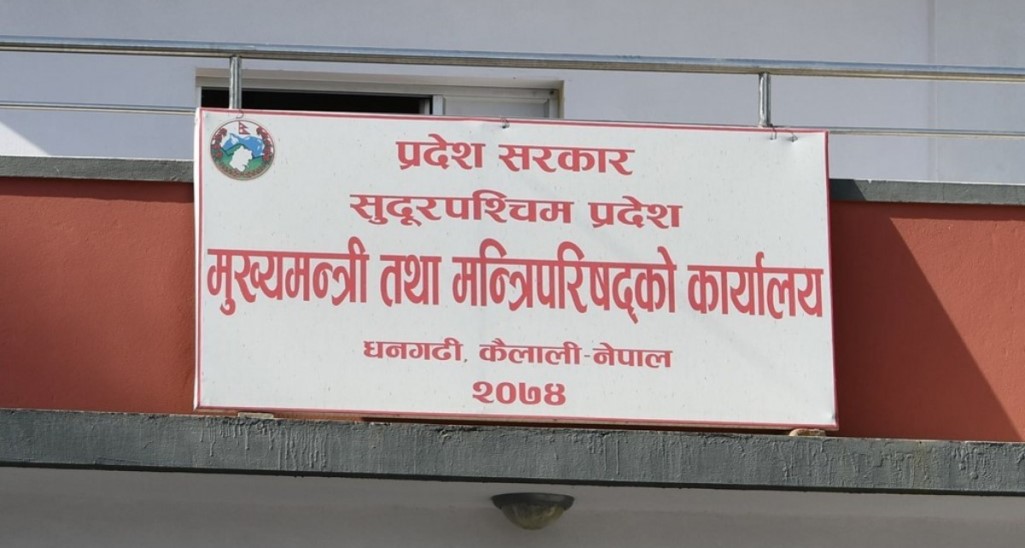 प्रदेश सरकार
सुदूरपश्चिम प्रदेश
मुख्यमन्त्री तथा मन्त्रिपरिषद्को कार्यालय
धनगढी, कैलाली-नेपाल
२०७४